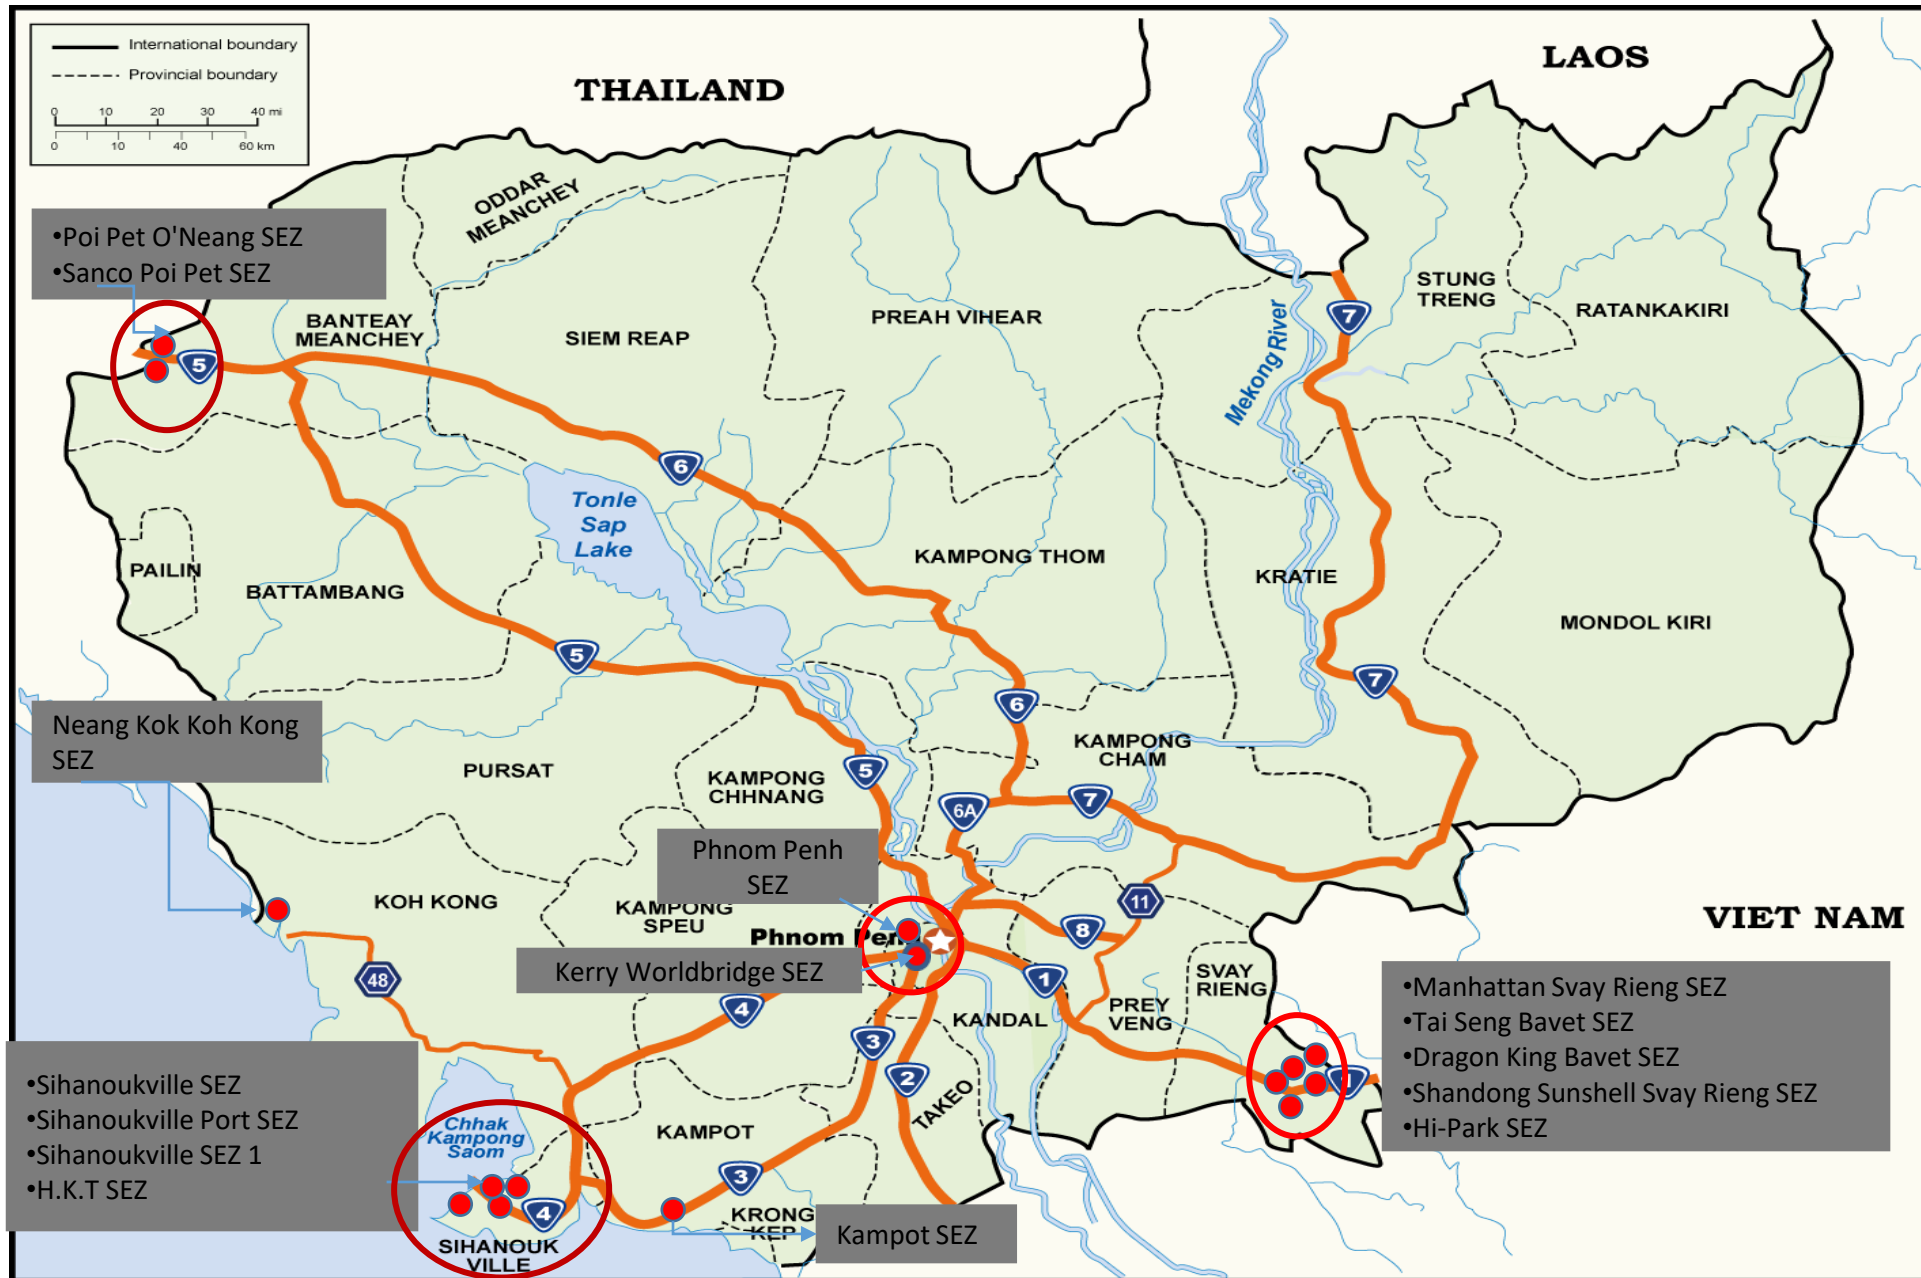 International boundary
Provincial boundary
0 10 20 30 40 mi
0 10 40 60 km
THAILAND
LAOS
ODDAR
MEANCHEY
•Poi Pet O'Neang SEZ
•Sanco Poi Pet SEZ
STUNG
TRENG
RATANKAKIRI
BANTEAY
MEANCHEY
SIEM REAP
PREAH VIHEAR
7
Mekong River
5
6
Tonle
Sap
Lake
KAMPONG THOM
PAILIN
BATTAMBANG
KRATIE
MONDOL KIRI
5
7
6
Neang Kok Koh Kong
SEZ
PURSAT
KAMPONG
CHHNANG
5
KAMPONG
CHAM
6A
7
Phnom Penh
SEZ
KOH KONG
KAMPONG
SPEU
11
8
VIET NAM
Phnom Pen
Kerry Worldbridge SEZ
48
4
1
SVAY
RIENG
PREY
VENG
KANDAL
•Manhattan Svay Rieng SEZ
•Tai Seng Bavet SEZ
•Dragon King Bavet SEZ
•Shandong Sunshell Svay Rieng SEZ
•Hi-Park SEZ
1
3
2
TAKEO
•Sihanoukville SEZ
•Sihanoukville Port SEZ
•Sihanoukville SEZ 1
•H.K.T SEZ
Chhak
Kampong
Saom
KAMPOT
3
4
KRONG
KEP
Kampot SEZ
SIHANOUK
VILLE